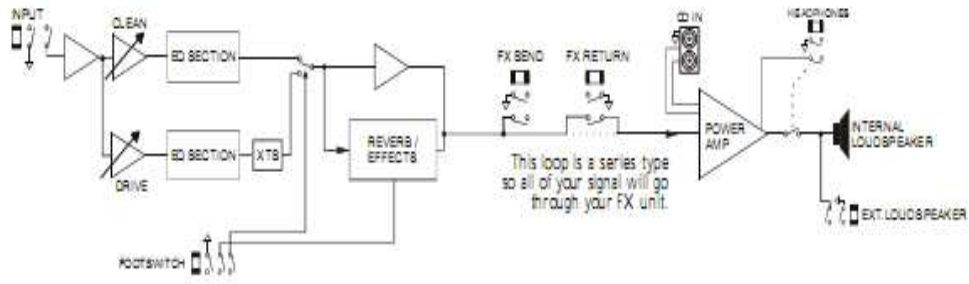 INPUT
CLEAN
EQ SECTION
DRIVE
EQ SECTION
XTS
REVERB /
EFFECTS
FOOTSWITCH
FX SEND
FX RETURN
This loop is a series type
so all of your signal will go
through your FX unit.
CD IN
POWER
AMP
HEADPHONES
INTERNAL
LOUDSPEAKER
EXT. LOUDSPEAKER